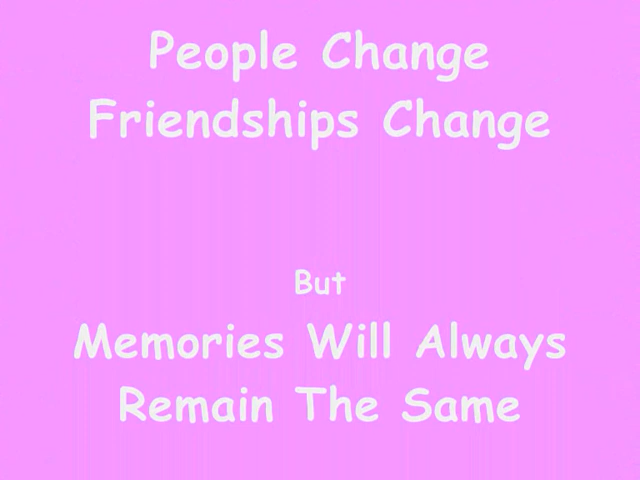 People Change
Friendships Change
But
Memories Will Always
Remain The Same